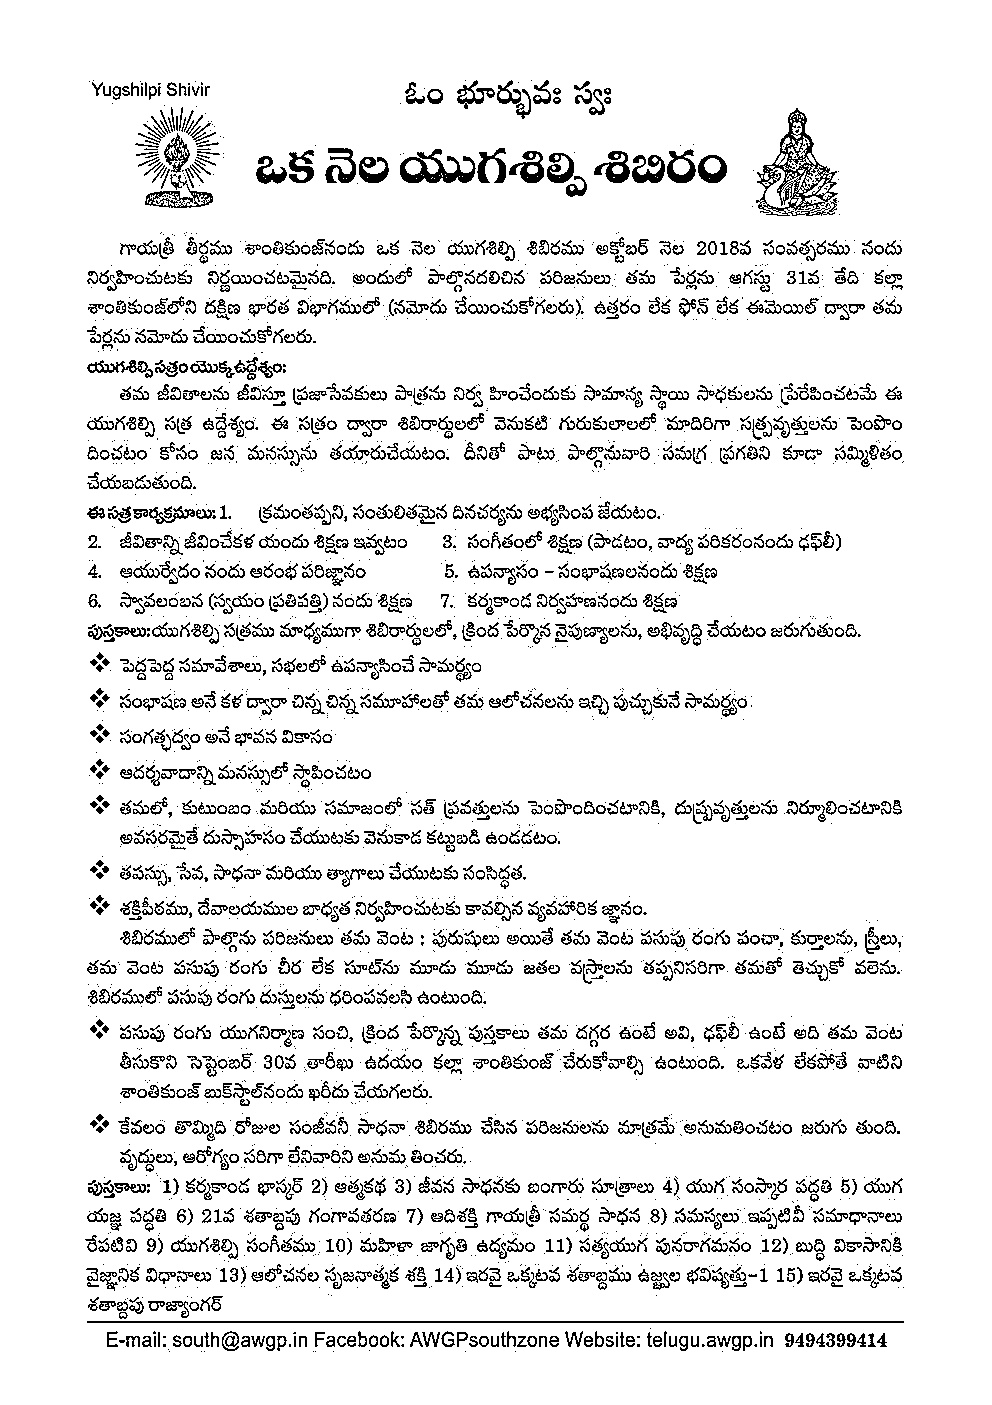 Yugshilpi Shivir
ఓం భూర్భువః స్వః
ఒక నెల యుగశిల్పి శిబిరం
గాయత్రీ తీర్థము శాంతికుంజ్‌నందు ఒక నెల యుగశిల్పి శిబిరము అక్టోబర్ నెల 2018వ సంవత్సరము నందు
నిర్వహించుటకు నిర్ణయించటమైనది. అందులో పాల్గొనదలిచిన పరిజనులు తమ పేర్లను ఆగస్టు 31వ తేది కల్లా
శాంతికుంజ్‌లోని దక్షిణ భారత విభాగములో (నమోదు చేయించుకోగలరు). ఉత్తరం లేక ఫోన్ లేక ఈమెయిల్ ద్వారా తమ
పేర్లను నమోదు చేయించుకోగలరు.
యుగశిల్పి సత్రం యొక్క ఉద్దేశ్యం:
తమ జీవితాలను జీవిస్తూ ప్రజాసేవకులు పాత్రను నిర్వ హించేందుకు సామాన్య స్థాయి సాధకులను ప్రేరేపించటమే ఈ
యుగశిల్పి సత్ర ఉద్దేశ్యం. ఈ సత్రం ద్వారా శిబిరార్థులలో వెనుకటి గురుకులాలలో మాదిరిగా సత్ప్రవృత్తులను పెంపొం
దించటం కోసం జన మనస్సును తయారుచేయటం. దీనితో పాటు పాల్గొనువారి సమగ్ర ప్రగతిని కూడా సమ్మిళితం
చేయబడుతుంది.
ఈ సత్ర కార్యక్రమాలు: 1. క్రమంతప్పని, సంతులితమైన దినచర్యను అభ్యసింప జేయటం.
2. జీవితాన్ని జీవించేకళ యందు శిక్షణ ఇవ్వటం 3. సంగీతంలో శిక్షణ (పాడటం, వాద్య పరికరంనందు ఢఫ్‌లీ)
4. ఆయుర్వేదం నందు ఆరంభ పరిజ్ఞానం 5. ఉపన్యాసం – సంభాషణలనందు శిక్షణ
6. స్వావలంబన (స్వయం ప్రతిపత్తి) నందు శిక్షణ 7. కర్మకాండ నిర్వహణనందు శిక్షణ
పుస్తకాలు:యుగశిల్పి సత్రము మాధ్యముగా శిబిరార్థులలో, క్రింద పేర్కొన నైపుణ్యాలను, అభివృద్ధి చేయటం జరుగుతుంది.
❖ పెద్దపెద్ద సమావేశాలు, సభలలో ఉపన్యాసించే సామర్థ్యం
❖ సంభాషణ అనే కళ ద్వారా చిన్న చిన్న సమూహాలతో తమ ఆలోచనలను ఇచ్చి పుచ్చుకునే సామర్థ్యం.
❖ సంగత్ఛద్వం అనే భావన వికాసం
❖ ఆదర్శవాదాన్ని మనస్సులో స్థాపించటం
❖ తమలో, కుటుంబం మరియు సమాజంలో సత్ ప్రవత్తులను పెంపొందించటానికి, దుష్ప్రవృత్తులను నిర్మూలించటానికి
అవసరమైతే దుస్సాహసం చేయుటకు వెనుకాడ కట్టుబడి ఉండడటం.
❖ తపస్సు, సేవ, సాధనా మరియు త్యాగాలు చేయుటకు సంసిద్ధత.
❖ శక్తిపీఠము, దేవాలయముల బాధ్యత నిర్వహించుటకు కావల్సిన వ్యవహారిక జ్ఞానం.
శిబిరములో పాల్గొను పరిజనులు తమ వెంట : పురుషులు అయితే తమ వెంట పసుపు రంగు పంచా, కుర్తాలను, స్త్రీలు,
తమ వెంట పసుపు రంగు చీర లేక సూట్‌ను మూడు మూడు జతల వస్త్రాలను తప్పనిసరిగా తమతో తెచ్చుకో వలెను.
శిబిరములో పసుపు రంగు దుస్తులను ధరింపవలసి ఉంటుంది.
❖ పసుపు రంగు యుగనిర్మాణ సంచి, క్రింద పేర్కొన్న పుస్తకాలు తమ దగ్గర ఉంటే అవి, ఢఫ్‌లీ ఉంటే అది తమ వెంట
తీసుకొని సెప్టెంబర్ 30వ తారీఖు ఉదయం కల్లా శాంతికుంజ్ చేరుకోవాల్సి ఉంటుంది. ఒకవేళ లేకపోతే వాటిని
శాంతికుంజ్ బుక్‌స్టాల్‌నందు ఖరీదు చేయగలరు.
❖ కేవలం తొమ్మిది రోజుల సంజీవనీ సాధనా శిబిరము చేసిన పరిజనులను మాత్రమే అనుమతించటం జరుగు తుంది.
వృద్ధులు, ఆరోగ్యం సరిగా లేనివారిని అనుమ తించరు.
పుస్తకాలు: 1) కర్మకాండ భాస్కర్ 2) ఆత్మకథ 3) జీవన సాధనకు బంగారు సూత్రాలు 4) యుగ సంస్కార పద్ధతి 5) యుగ
యజ్ఞ పద్ధతి 6) 21వ శతాబ్దపు గంగావతరణ 7) ఆదిశక్తి గాయత్రీ సమర్థ సాధన 8) సమస్యలు ఇప్పటివీ సమాధానాలు
రేపటివి 9) యుగశిల్పి సంగీతము 10) మహిళా జాగృతి ఉద్యమం 11) సత్యయుగ పునరాగమనం 12) బుద్ధి వికాసానికి
వైజ్ఞానిక విధానాలు 13) ఆలోచనల సృజనాత్మక శక్తి 14) ఇరవై ఒక్కటవ శతాబ్దము ఉజ్జ్వల భవిష్యత్తు-1 15) ఇరవై ఒక్కటవ
శతాబ్దపు రాజ్యాంగర్
E-mail: south@awgp.in Facebook: AWGPsouthzone Website: telugu.awgp.in 9494399414